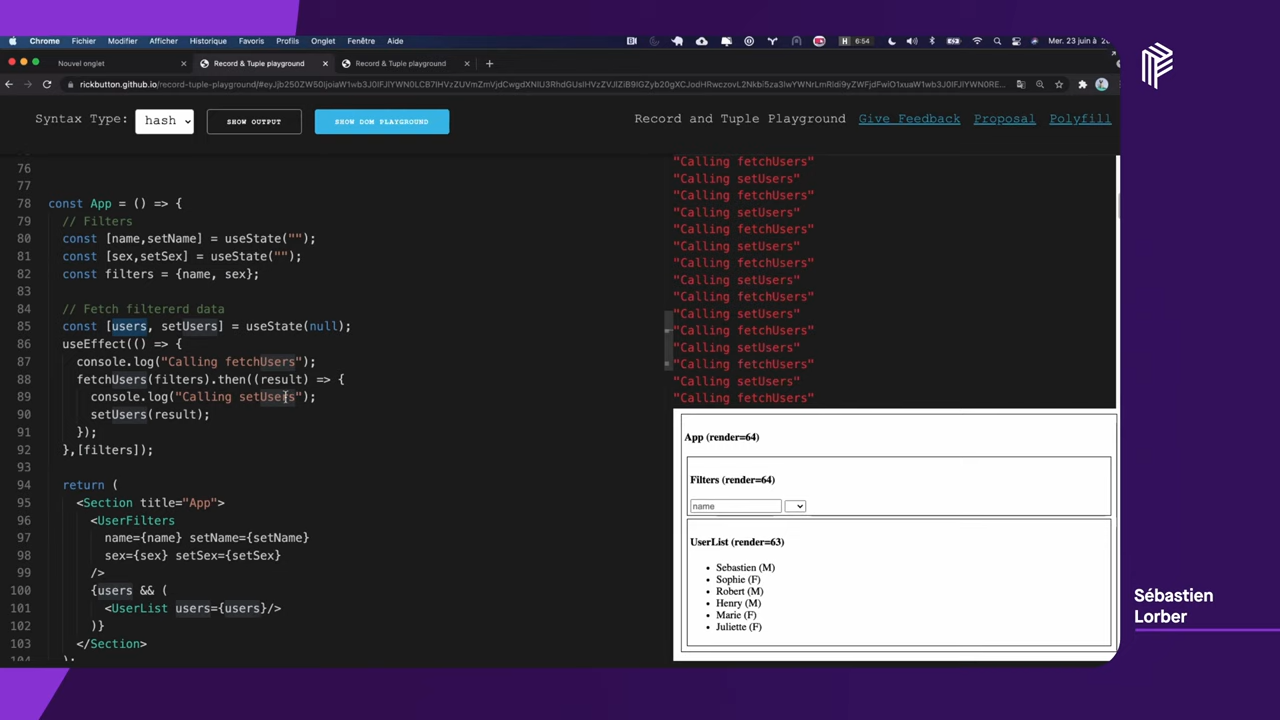 Chrome Fichier Modifier Afficher Historique Favoris Profils Onglet Fenêtre Aide
H 6:54
Mer. 23 juin à
Nouvel onglet
Record & Tuple playground
Record & Tuple playground
Syntax Type:
hash
SHOW OUTPUT
SHOW DOM PLAYGROUND
Record and Tuple Playground
Give Feedback
Proposal
Polyfill
76
77
78 const App = () => {
79 // Filters
80 const [name,setName] = useState("");
81 const [sex,setSex] = useState("");
82 const filters = {name, sex};
83
84 // Fetch filtererd data
85 const [users, setUsers] = useState(null);
86 useEffect(() => {
87 console.log("Calling fetchUsers");
88 fetchUsers(filters).then((result) => {
89 console.log("Calling setUsers");
90 setUsers(result);
91 });
92 },[filters]);
93
94 return (
95 <Section title="App">
96 <UserFilters
97 name={name} setName={setName}
98 sex={sex} setSex={setSex}
99 />
100 {users && (
101 <UserList users={users}/>
102 )}
103 </Section>
104 );
"Calling fetchUsers"
"Calling setUsers"
"Calling fetchUsers"
"Calling setUsers"
"Calling fetchUsers"
"Calling setUsers"
"Calling fetchUsers"
"Calling setUsers"
"Calling fetchUsers"
"Calling setUsers"
"Calling fetchUsers"
"Calling setUsers"
"Calling fetchUsers"
"Calling setUsers"
"Calling fetchUsers"
App (render=64)
Filters (render=64)
name
UserList (render=63)
Sebastien (M)
Sophie (F)
Robert (M)
Henry (M)
Marie (F)
Juliette (F)
Sébastien
Lorber